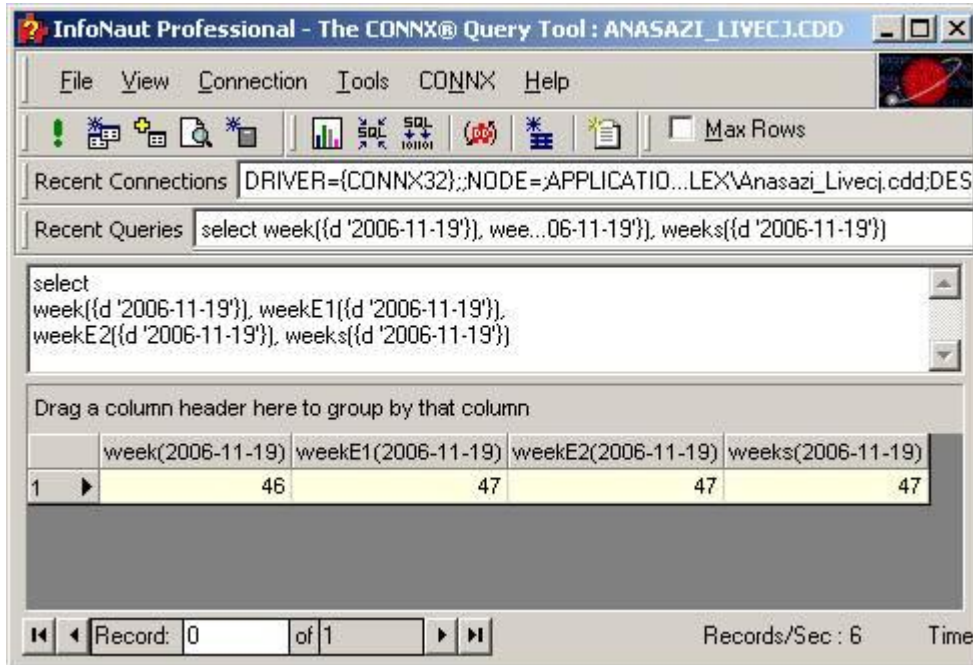 InfoNaut Professional - The CONNX® Query Tool : ANASAZI_LIVECJ.CDD
File View Connection Tools CONNX Help
Max Rows
Recent Connections DRIVER={CONNX32};;NODE=;APPLICATIO...LEX\Anasazi_Livecj.cdd;DES
Recent Queries select week({d '2006-11-19'}), wee...06-11-19'}), weeks({d '2006-11-19'})
select
week({d '2006-11-19'}), weekE1({d '2006-11-19'}),
weekE2({d '2006-11-19'}), weeks({d '2006-11-19'})
Drag a column header here to group by that column
week(2006-11-19) weekE1(2006-11-19) weekE2(2006-11-19) weeks(2006-11-19)
1 46 47 47 47
Record: 0 of 1 Records/Sec : 6 Time